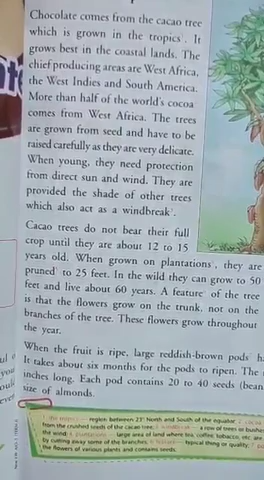 Chocolate comes from the cacao tree
which is grown in the tropics¹. It
grows best in the coastal lands. The
chief producing areas are West Africa,
the West Indies and South America.
More than half of the world's cocoa
comes from West Africa. The trees
are grown from seed and have to be
raised carefully as they are very delicate.
When young, they need protection
from direct sun and wind. They are
provided the shade of other trees
which also act as a windbreak³.
Cacao trees do not bear their full
crop until they are about 12 to 15
years old. When grown on plantations⁴, they are
pruned⁵ to 25 feet. In the wild they can grow to 50
feet and live about 60 years. A feature⁶ of the tree
is that the flowers grow on the trunk, not on the
branches of the tree. These flowers grow throughout
the year.
When the fruit is ripe, large reddish-brown pods
It takes about six months for the pods to ripen. The
inches long. Each pod contains 20 to 40 seeds (bean
size of almonds.
region between 23° North and South of the equator
from the crushed seeds of the cacao tree. a row of trees or bushes
the wind. large area of land where tea, coffee, tobacco, etc. are
by cutting away some of the branches. typical thing or quality.
the flowers of various plants and contains seeds.